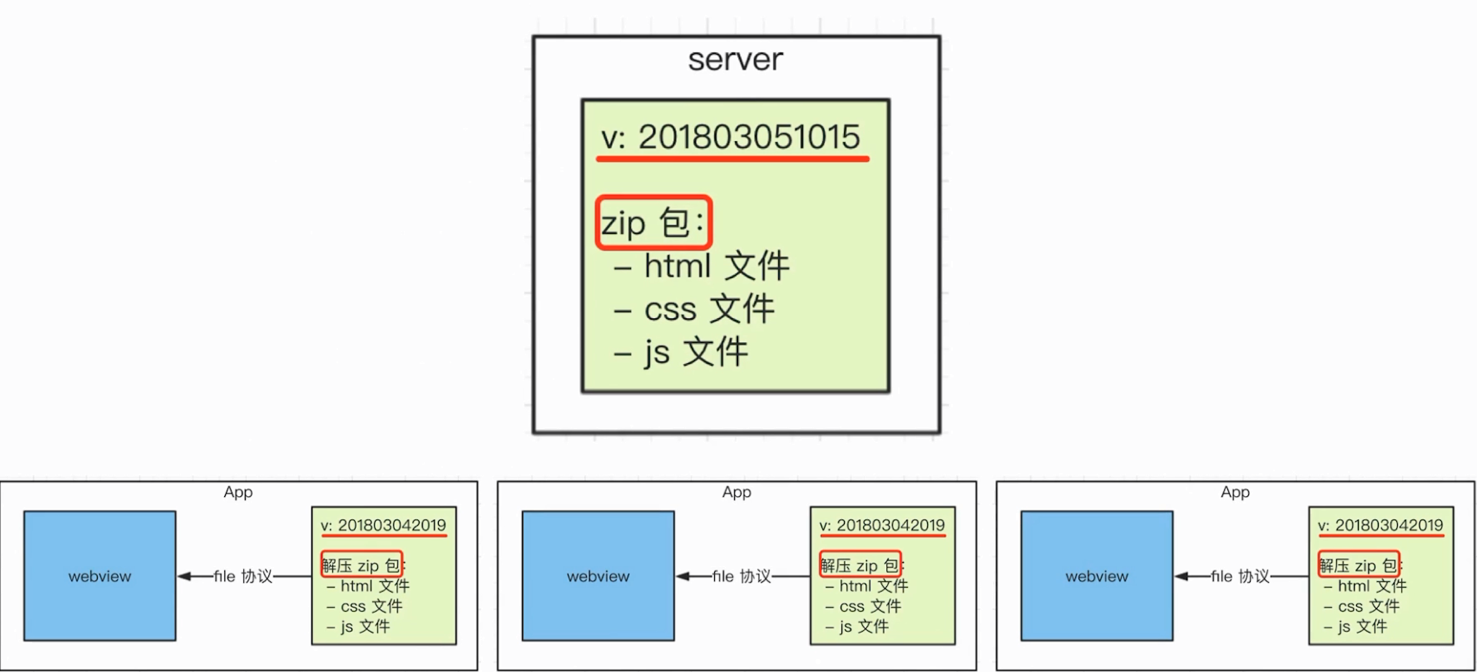 server
v: 201803051015
zip 包：
– html 文件
– css 文件
– js 文件
App
webview
file 协议
v: 201803042019
解压 zip 包:
– html 文件
– css 文件
– js 文件
App
webview
file 协议
v: 201803042019
解压 zip 包:
– html 文件
– css 文件
– js 文件
App
webview
file 协议
v: 201803042019
解压 zip 包:
– html 文件
– css 文件
– js 文件